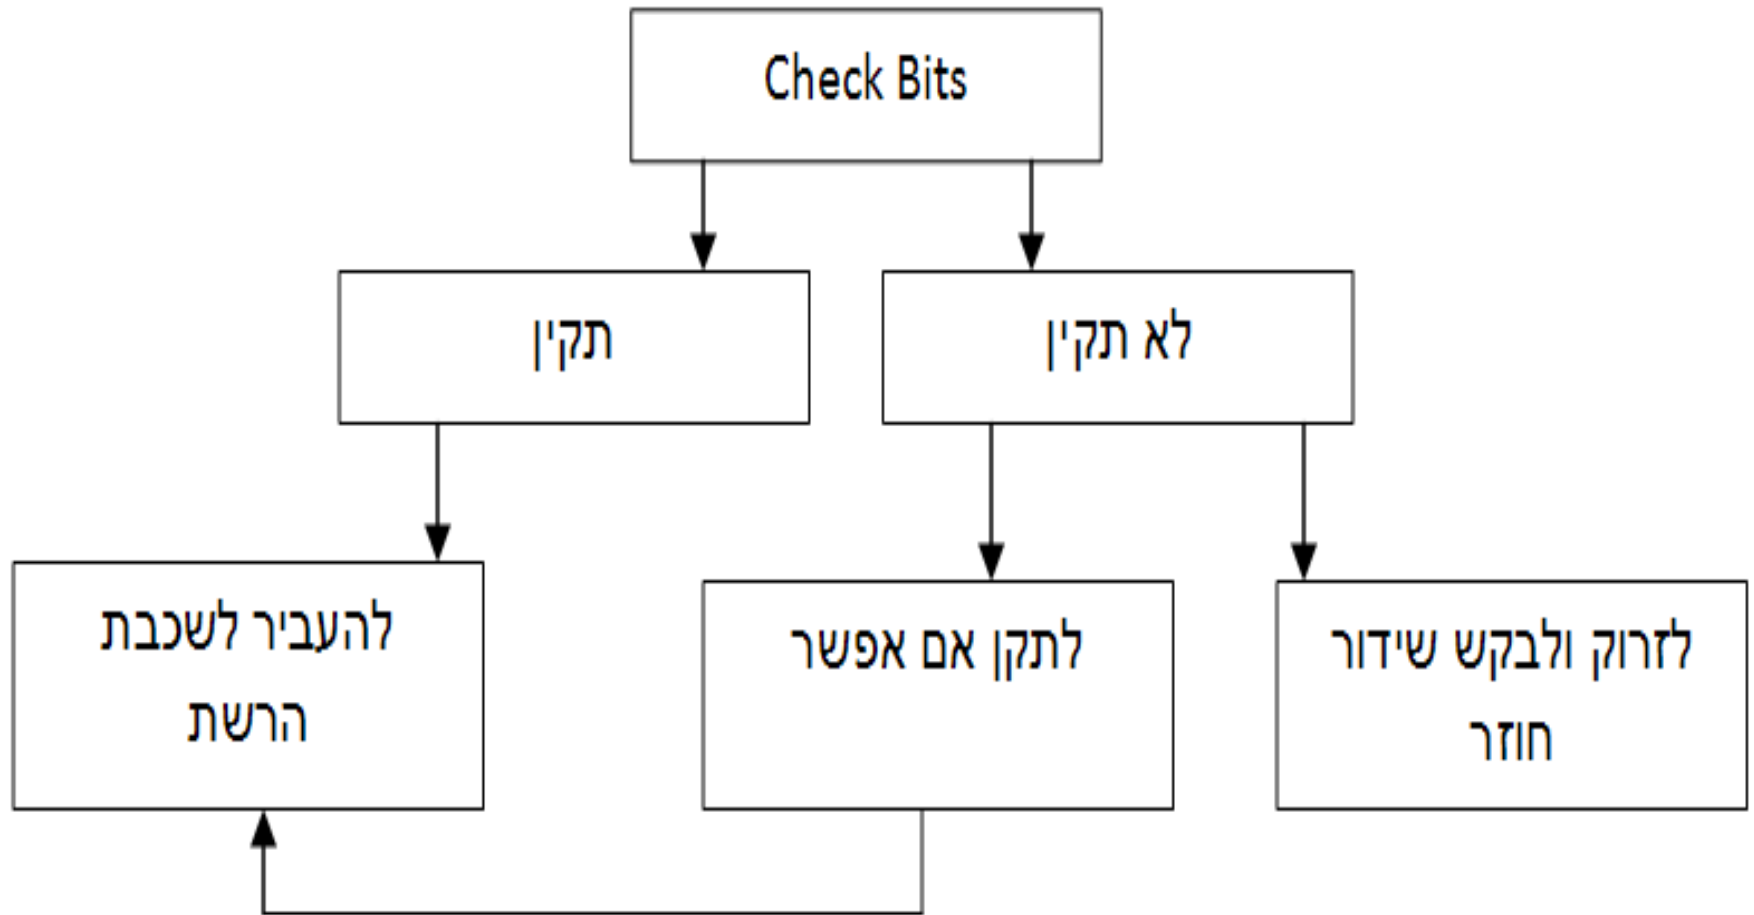 Check Bits
תקין
לא תקין
להעביר לשכבת
הרשת
לתקן אם אפשר
לזרוק ולבקש שידור
חוזר